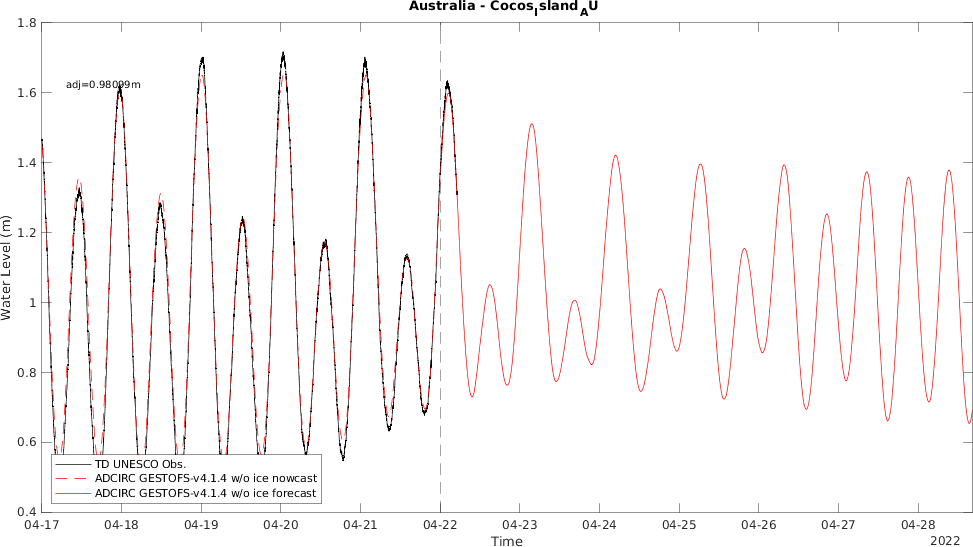 Australia - Cocos_Island_AU
1.8
1.6
1.4
1.2
1
0.8
0.6
0.4
Water Level (m)
adj=0.98099m
TD UNESCO Obs.
ADCIRC GESTOFS-v4.1.4 w/o ice nowcast
ADCIRC GESTOFS-v4.1.4 w/o ice forecast
04-17 04-18 04-19 04-20 04-21 04-22 04-23 04-24 04-25 04-26 04-27 04-28
Time
2022